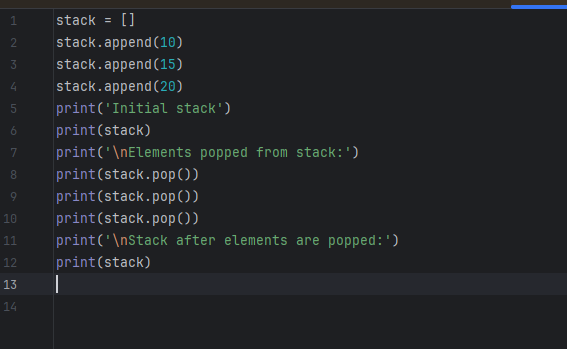 1 stack = []
2 stack.append(10)
3 stack.append(15)
4 stack.append(20)
5 print('Initial stack')
6 print(stack)
7 print('\nElements popped from stack:')
8 print(stack.pop())
9 print(stack.pop())
10 print(stack.pop())
11 print('\nStack after elements are popped:')
12 print(stack)
13
14